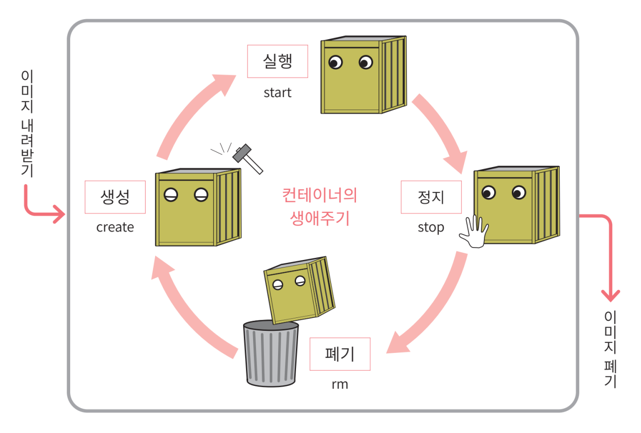 실행
start
이미지 내려받기
생성
create
컨테이너의
생애주기
정지
stop
폐기
rm
이미지 폐기